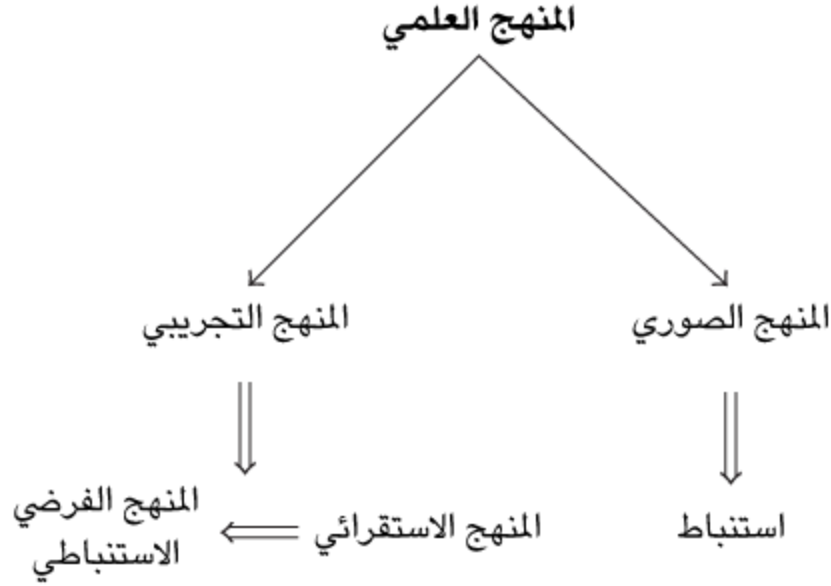 المنهج العلمي
المنهج الصوري
المنهج التجريبي
استنباط
المنهج الاستقرائي
المنهج الفرضي
الاستنباطي